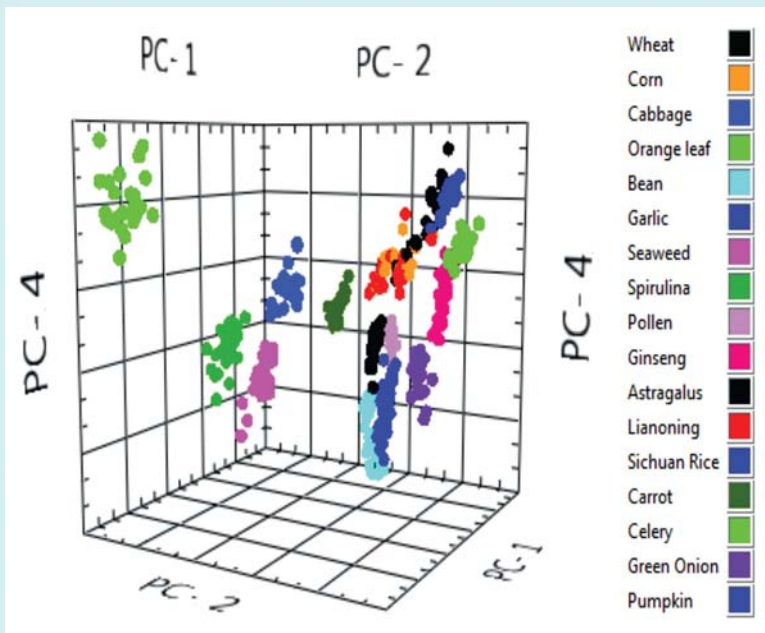 PC-1
PC- 2
PC- 4
PC- 4
PC- 2
PC-1
Wheat
Corn
Cabbage
Orange leaf
Bean
Garlic
Seaweed
Spirulina
Pollen
Ginseng
Astragalus
Lianoning
Sichuan Rice
Carrot
Celery
Green Onion
Pumpkin